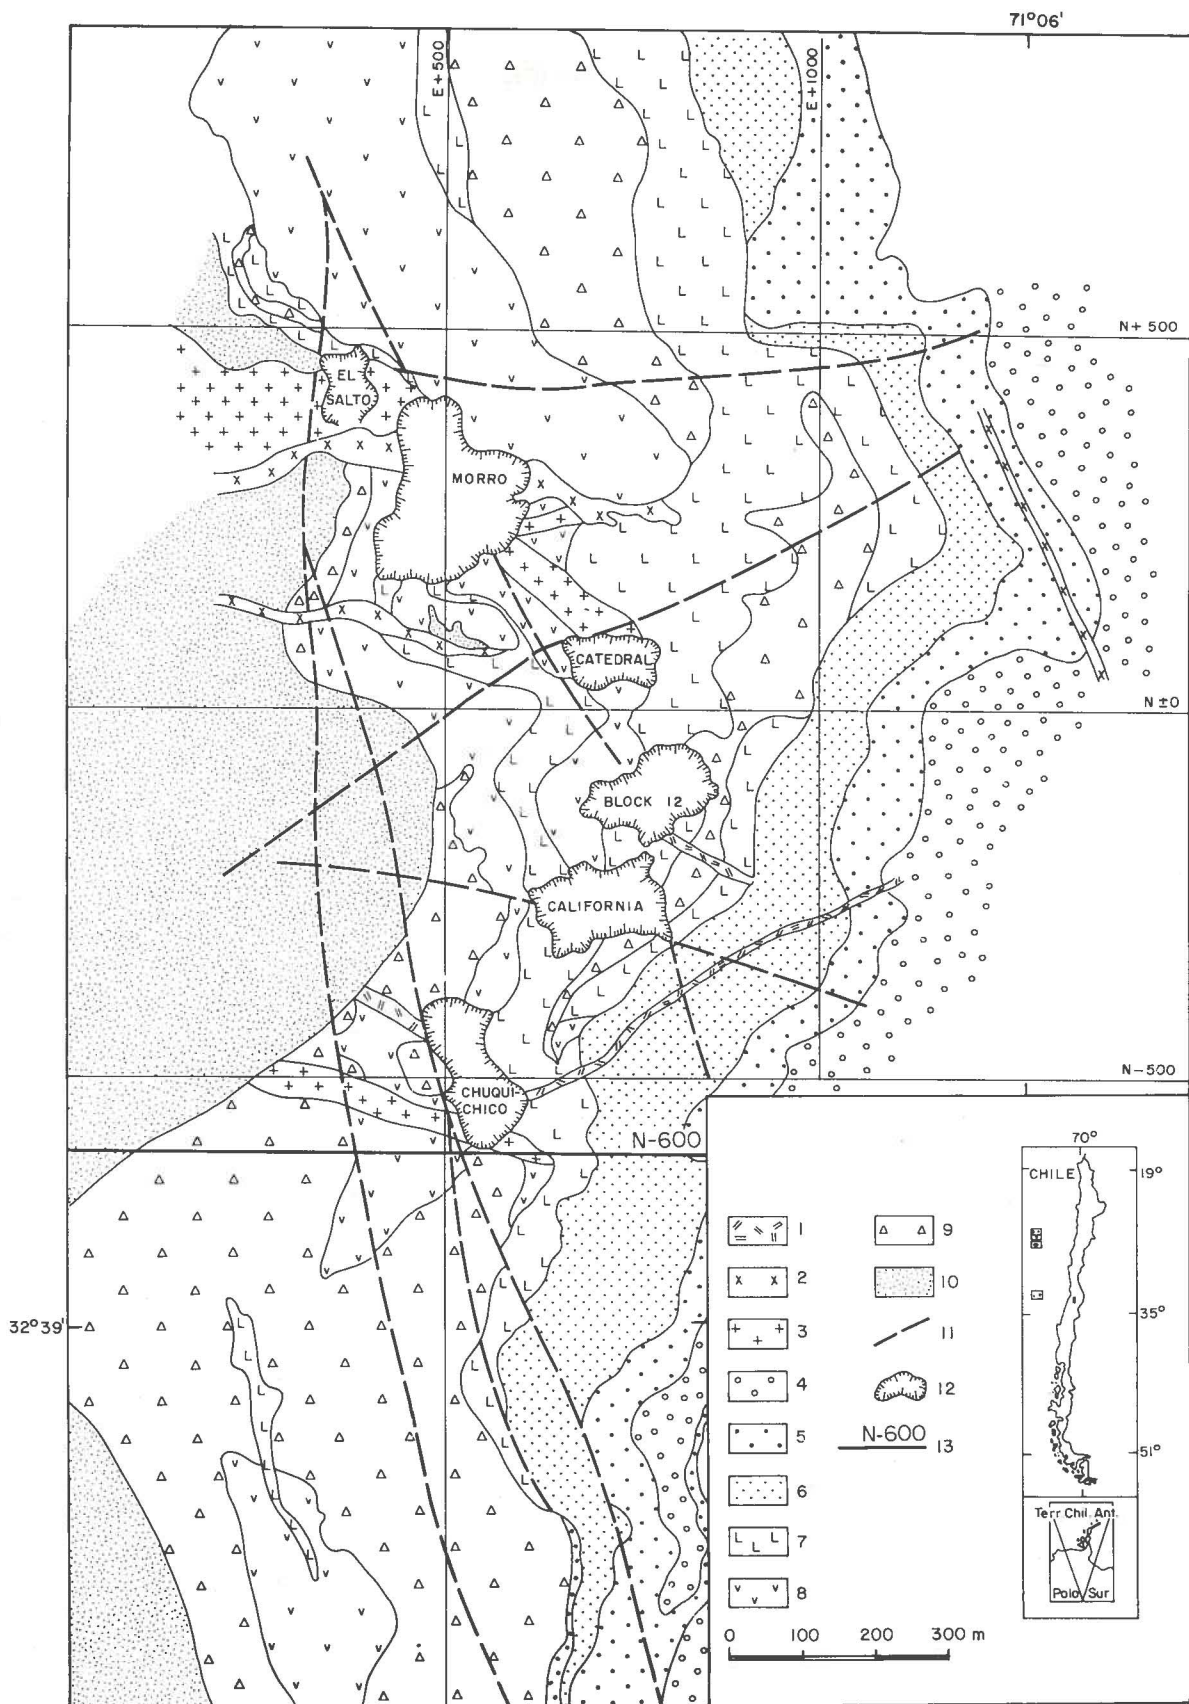 71°06'
E+500
E+1000
N+500
EL
SALTO
MORRO
CATEDRAL
N±0
BLOCK 12
CALIFORNIA
N-500
CHUQUI-
CHICO
N-600
32°39'
1
2
3
4
5
6
7
8
9
10
11
12
N-600 13
0 100 200 300 m
70°
CHILE
19°
35°
51°
Terr. Chil. Ant.
Polo Sur